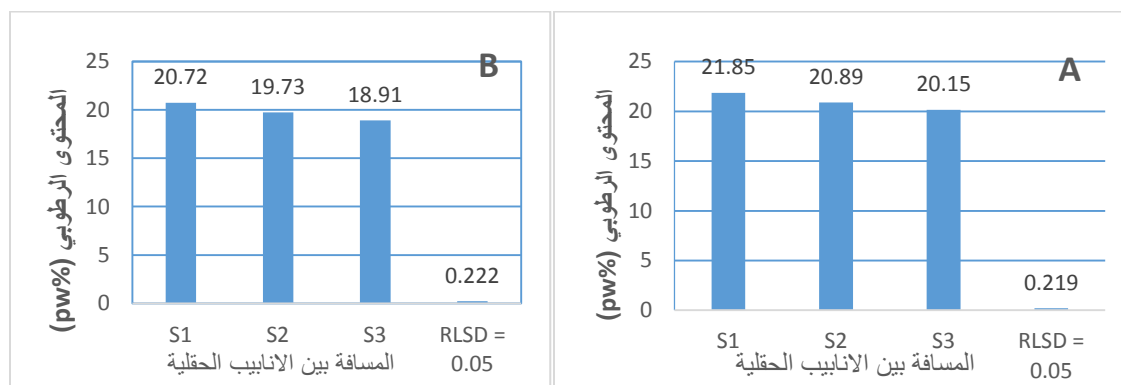 B
المحتوى الرطوبي (pw%)
25
20
15
10
5
0
20.72
19.73
18.91
0.222
S1
S2
S3
RLSD =
0.05
المسافة بين الانابيب الحقلية
A
المحتوى الرطوبي (pw%)
25
20
15
10
5
0
21.85
20.89
20.15
0.219
S1
S2
S3
RLSD =
0.05
المسافة بين الانابيب الحقلية